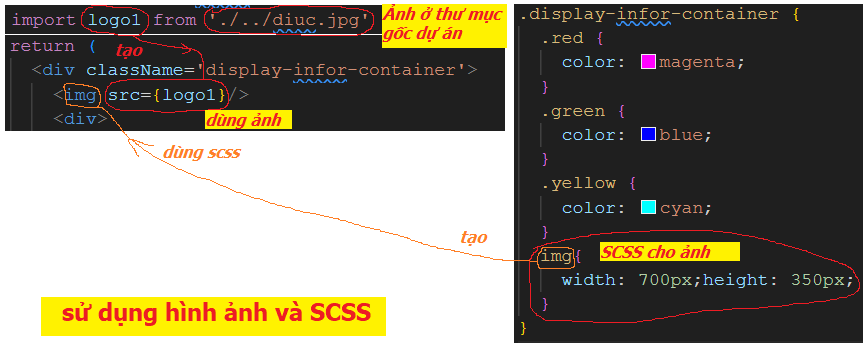 import logo1 from './../diuc.jpg'
Ảnh ở thư mục
gốc dự án
return (
tạo
<div className='display-infor-container'>
<img src={logo1}/>
<div>
dùng ảnh
dùng scss
tạo
sử dụng hình ảnh và SCSS
.display-infor-container {
.red {
color: magenta;
}
.green {
color: blue;
}
.yellow {
color: cyan;
}
SCSS cho ảnh
img{
width: 700px;height: 350px;
}
}